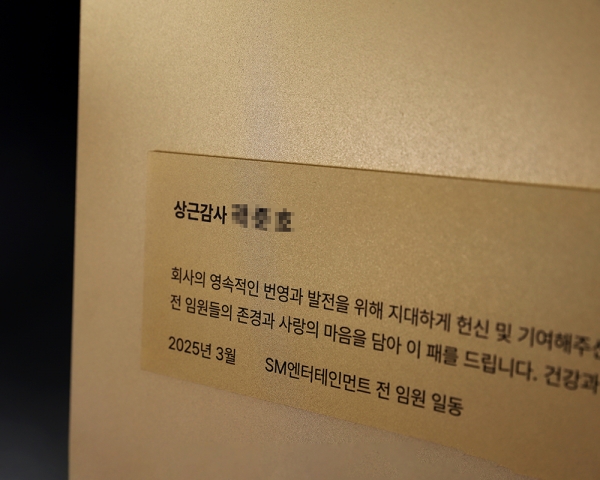 상근감사
회사의 영속적인 번영과 발전을 위해 지대하게 헌신 및 기여해주신
전 임원들의 존경과 사랑의 마음을 담아 이 패를 드립니다. 건강과
2025년 3월 SM엔터테인먼트 전 임원 일동